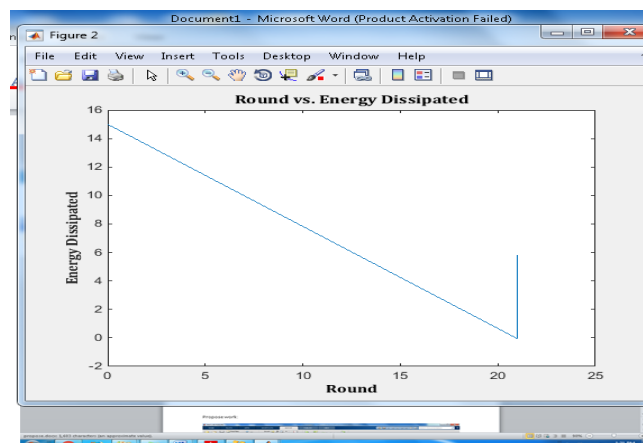 Document1 - Microsoft Word (Product Activation Failed)
Figure 2
File Edit View Insert Tools Desktop Window Help
Round vs. Energy Dissipated
16
14
12
10
8
6
4
2
0
-2
Energy Dissipated
0 5 10 15 20 25
Round
Propose work